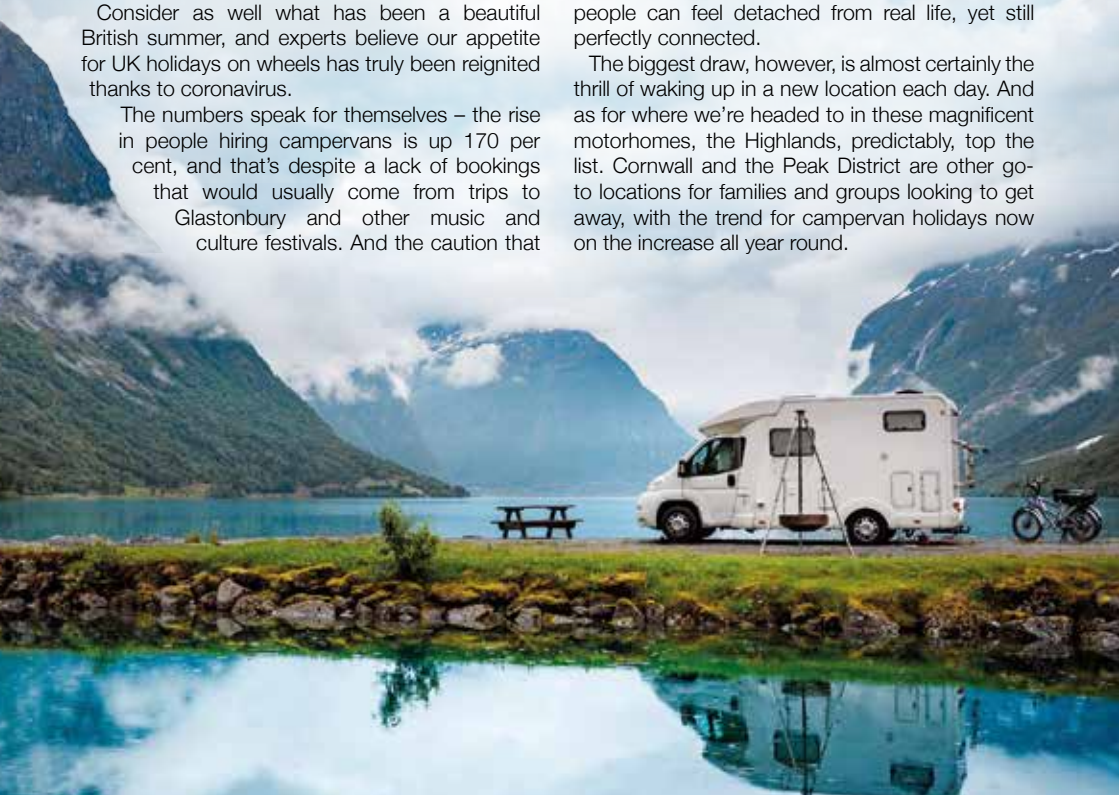 Consider as well what has been a beautiful
British summer, and experts believe our appetite
for UK holidays on wheels has truly been reignited
thanks to coronavirus.
The numbers speak for themselves – the rise
in people hiring campervans is up 170 per
cent, and that's despite a lack of bookings
that would usually come from trips to
Glastonbury and other music and
culture festivals. And the caution that
people can feel detached from real life, yet still
perfectly connected.
The biggest draw, however, is almost certainly the
thrill of waking up in a new location each day. And
as for where we're headed to in these magnificent
motorhomes, the Highlands, predictably, top the
list. Cornwall and the Peak District are other go-
to locations for families and groups looking to get
away, with the trend for campervan holidays now
on the increase all year round.